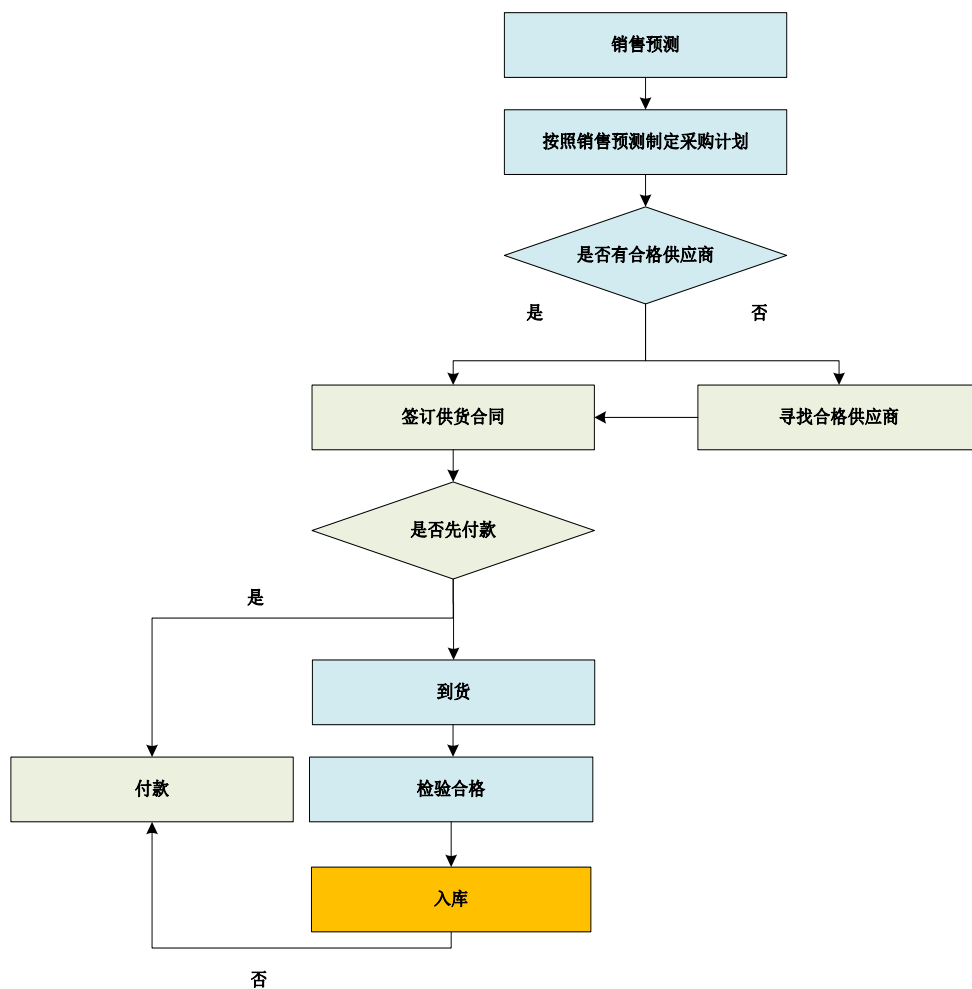 销售预测
按照销售预测制定采购计划
是否有合格供应商
是
否
签订供货合同
寻找合格供应商
是否先付款
是
到货
付款
检验合格
入库
否